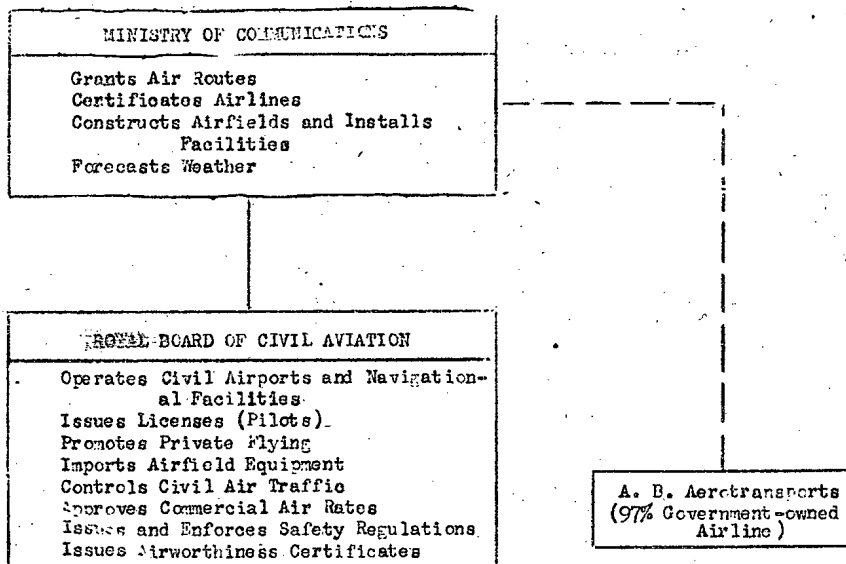 MINISTRY OF COMMUNICATIONS
Grants Air Routes
Certificates Airlines
Constructs Airfields and Installs
Facilities
Forecasts Weather
ROYAL BOARD OF CIVIL AVIATION
Operates Civil Airports and Navigation-
al Facilities
Issues Licenses (Pilots)
Promotes Private Flying
Imports Airfield Equipment
Controls Civil Air Traffic
Approves Commercial Air Rates
Issues and Enforces Safety Regulations
Issues Airworthiness Certificates
A. B. Aerotransports
(97% Government-owned
Airline)